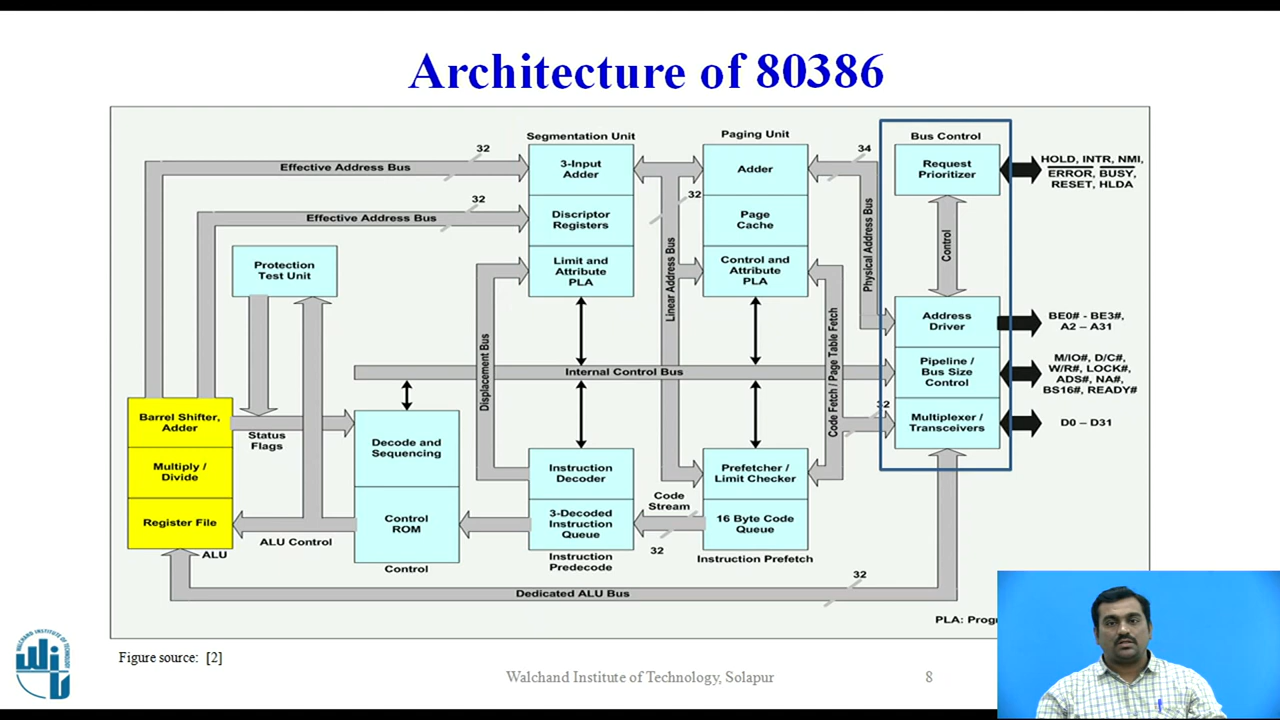 Architecture of 80386
Segmentation Unit
Paging Unit
Bus Control
32
Effective Address Bus
3-Input
Adder
Adder
34
Request
Prioritizer
HOLD, INTR, NMI,
ERROR, BUSY,
RESET, HLDA
32
32
Effective Address Bus
Discriptor
Registers
Page
Cache
Physical Address Bus
Control
Protection
Test Unit
Limit and
Attribute
PLA
Linear Address Bus
Control and
Attribute
PLA
Address
Driver
BE0# - BE3#,
A2 – A31
Displacement Bus
Internal Control Bus
Code Fetch / Page Table Fetch
Pipeline /
Bus Size
Control
M/IO#, D/C#,
W/R#, LOCK#,
ADS#, NA#,
BS16#, READY#
32
Multiplexer /
Transceivers
D0 – D31
Barrel Shifter,
Adder
Status
Flags
Multiply /
Divide
Register File
ALU
ALU Control
Decode and
Sequencing
Control
ROM
Control
Instruction
Decoder
3-Decoded
Instruction
Queue
Instruction
Predecode
Code
Stream
32
Prefetcher /
Limit Checker
16 Byte Code
Queue
Instruction Prefetch
32
Dedicated ALU Bus
PLA: Prog
Figure source: [2]
WALCHAND INSTITUTE OF TECHNOLOGY
WIT
Walchand Institute of Technology, Solapur
8